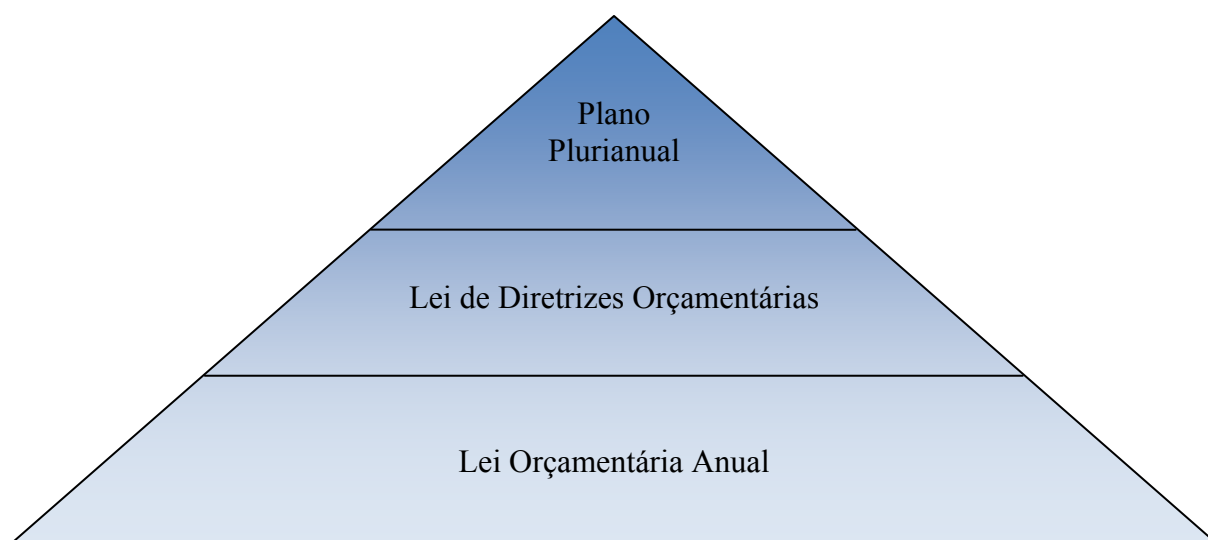 Plano
Plurianual
Lei de Diretrizes Orçamentárias
Lei Orçamentária Anual